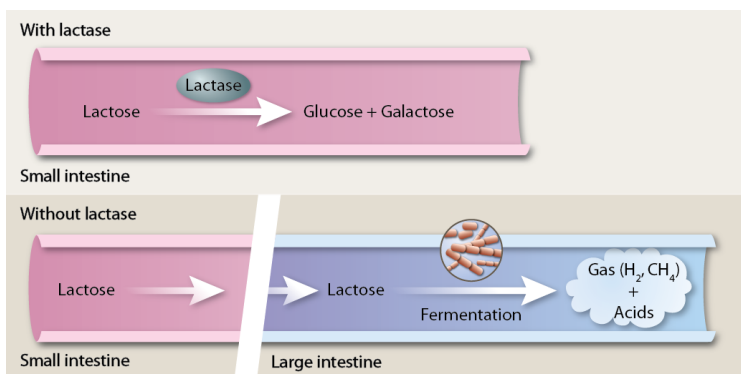 With lactase
Lactase
Lactose
Glucose + Galactose
Small intestine
Without lactase
Lactose
Lactose
Fermentation
Gas (H₂, CH₄)
+
Acids
Small intestine
Large intestine